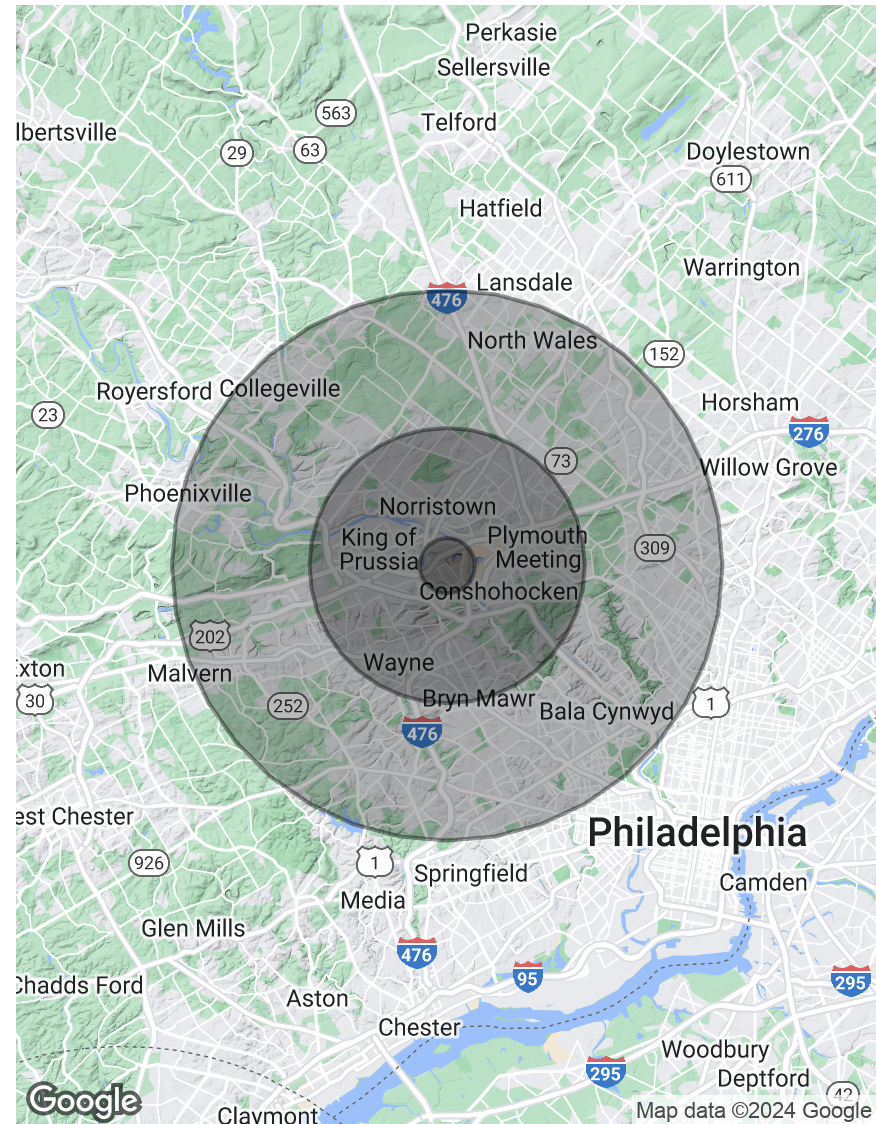 Perkasie
Sellersville
563
Telford
lbertsville
29
63
Doylestown
611
Hatfield
Warrington
Lansdale
476
North Wales
152
Royersford
Collegeville
Horsham
23
276
73
Willow Grove
Phoenixville
Norristown
King of
Prussia
Plymouth
Meeting
309
Conshohocken
202
Wayne
Exton
Malvern
30
Bryn Mawr
1
252
Bala Cynwyd
476
est Chester
Philadelphia
926
1
Springfield
Camden
Media
Glen Mills
476
95
295
Chadds Ford
Aston
Chester
Woodbury
295
Deptford
42
Google
Claymont
Map data ©2024 Google